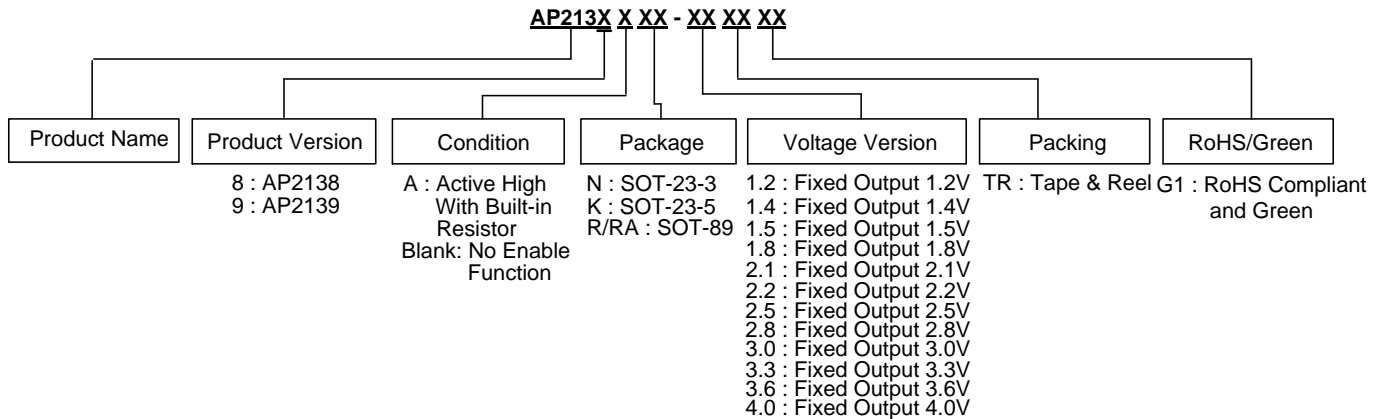 AP213X X XX - XX XX XX
Product Name
Product Version
Condition
Package
Voltage Version
Packing
RoHS/Green
8 : AP2138
9 : AP2139
A : Active High
With Built-in
Resistor
Blank: No Enable
Function
N : SOT-23-3
K : SOT-23-5
R/RA : SOT-89
1.2 : Fixed Output 1.2V
1.4 : Fixed Output 1.4V
1.5 : Fixed Output 1.5V
1.8 : Fixed Output 1.8V
2.1 : Fixed Output 2.1V
2.2 : Fixed Output 2.2V
2.5 : Fixed Output 2.5V
2.8 : Fixed Output 2.8V
3.0 : Fixed Output 3.0V
3.3 : Fixed Output 3.3V
3.6 : Fixed Output 3.6V
4.0 : Fixed Output 4.0V
TR : Tape & Reel
G1 : RoHS Compliant
and Green